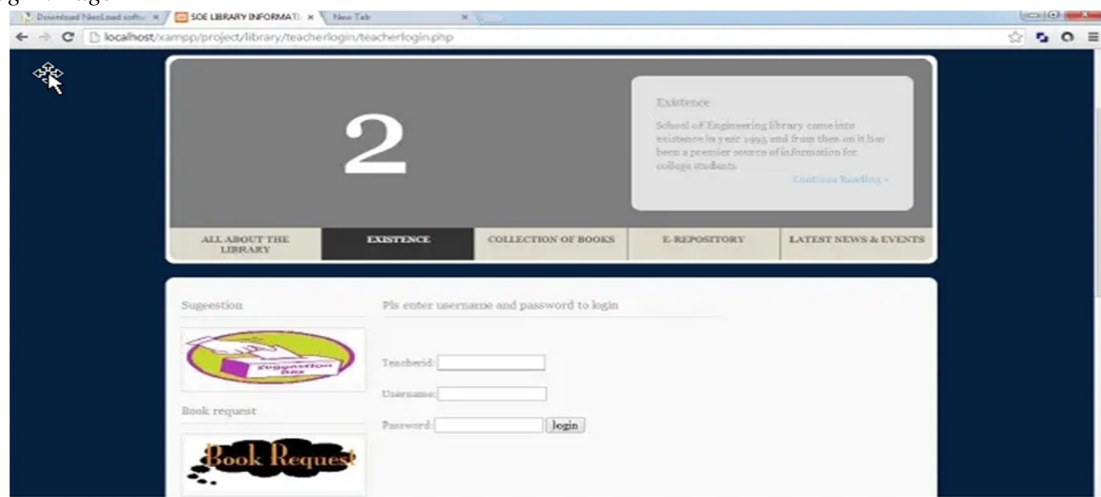 Download NeoLoad softw
SOE LIBRARY INFORMATI
New Tab
localhost/xampp/project/library/teacherlogin/teacherlogin.php
2
Existence
School of Engineering library came into
existence in year 1995 and from then on it has
been a premier source of information for
college students
Continue Reading »
ALL ABOUT THE
LIBRARY
EXISTENCE
COLLECTION OF BOOKS
E-REPOSITORY
LATEST NEWS & EVENTS
Sugeestion
Pls enter username and password to login
Suggestion
Box
Teacherid:
Username:
Book request
Password:
login
Book Request